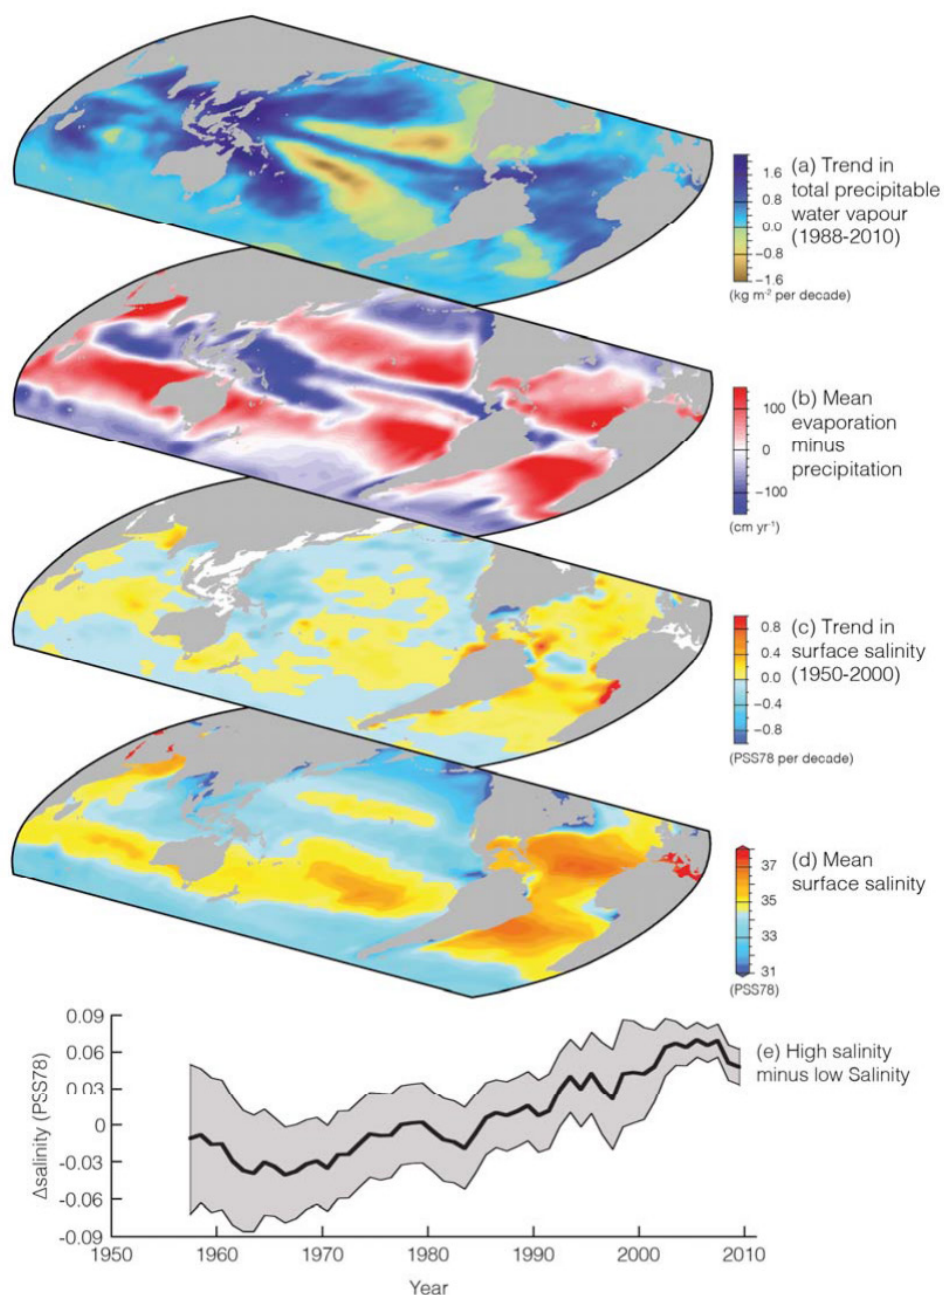 1.6
0.8
0.0
−0.8
−1.6
(kg m-2 per decade)
(a) Trend in
total precipitable
water vapour
(1988-2010)
100
0
−100
(cm yr-1)
(b) Mean
evaporation
minus
precipitation
0.8
0.4
0.0
−0.4
−0.8
(PSS78 per decade)
(c) Trend in
surface salinity
(1950-2000)
37
35
33
31
(PSS78)
(d) Mean
surface salinity
0.09
0.06
0.03
0
-0.03
-0.06
-0.09
Δsalinity (PSS78)
(e) High salinity
minus low Salinity
1950 1960 1970 1980 1990 2000 2010
Year